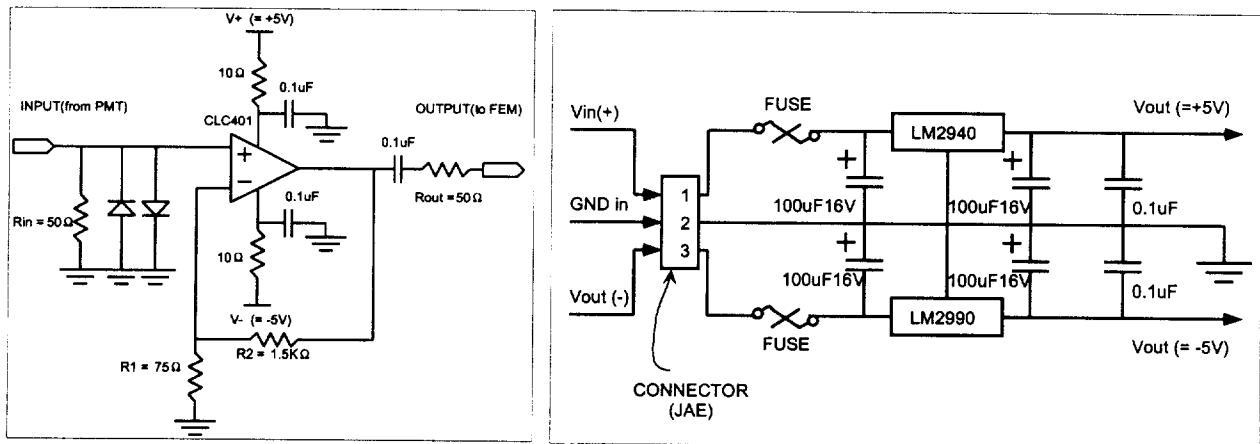 V+ (= +5V)
10Ω
0.1uF
INPUT(from PMT)
CLC401
OUTPUT(to FEM)
0.1uF
+
−
Rout = 50Ω
0.1uF
Rin = 50Ω
10Ω
V- (= -5V)
R2 = 1.5KΩ
R1 = 75Ω
Vin(+)
FUSE
LM2940
Vout (=+5V)
+
+
1
100uF16V
100uF16V
0.1uF
GND in
2
3
+
+
100uF16V
100uF16V
0.1uF
Vout (-)
LM2990
FUSE
Vout (= -5V)
CONNECTOR
(JAE)